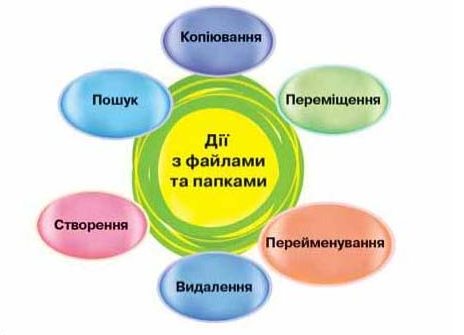 Копіювання
Пошук
Переміщення
Дії
з файлами
та папками
Створення
Перейменування
Видалення